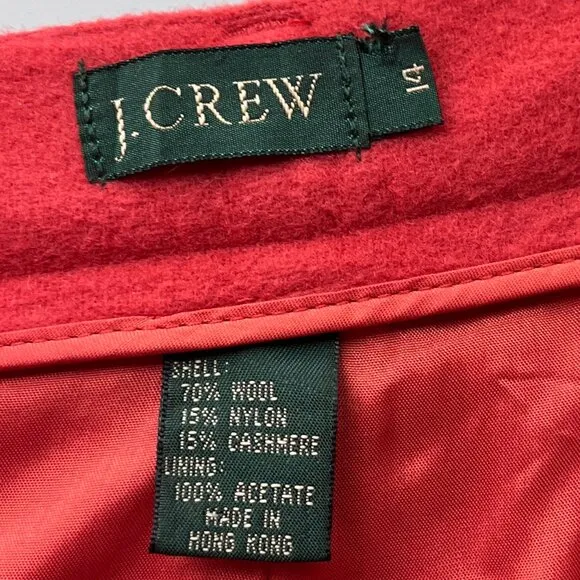 J.CREW
14
SHELL:
70% WOOL
15% NYLON
15% CASHMERE
LINING:
100% ACETATE
MADE IN
HONG KONG